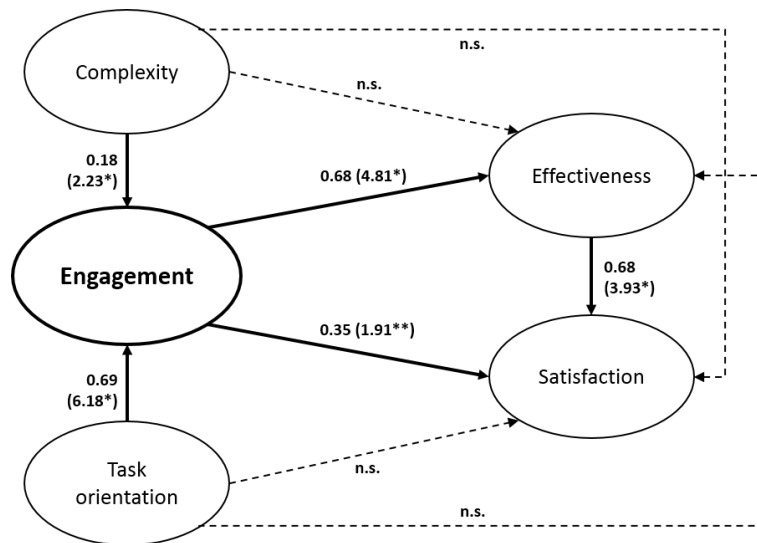 n.s.
Complexity
n.s.
0.18
(2.23*)
0.68 (4.81*)
Effectiveness
Engagement
0.68
(3.93*)
0.35 (1.91**)
0.69
(6.18*)
Satisfaction
n.s.
Task
orientation
n.s.